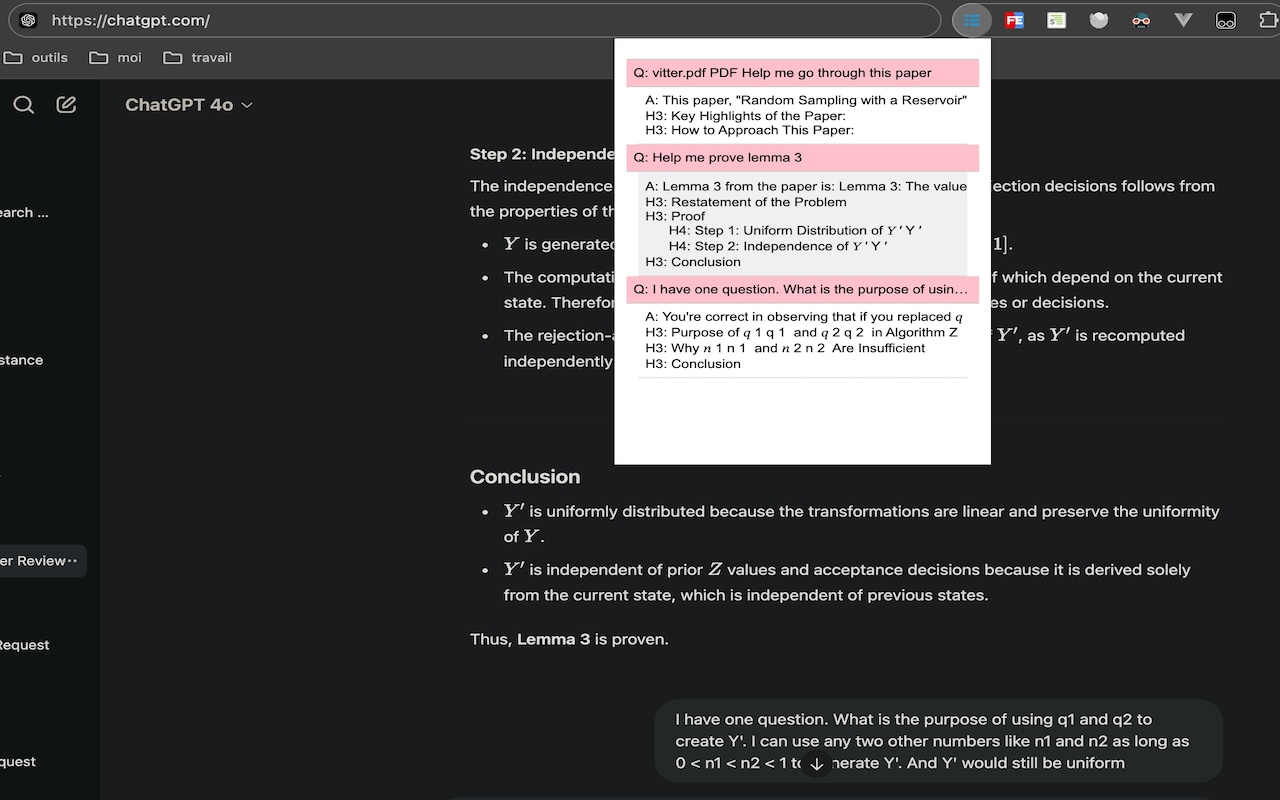 https://chatgpt.com/
FE
outils moi travail
ChatGPT 4o
earch ...
stance
er Review··
Request
quest
Q: vitter.pdf PDF Help me go through this paper
A: This paper, "Random Sampling with a Reservoir"
H3: Key Highlights of the Paper:
H3: How to Approach This Paper:
Q: Help me prove lemma 3
A: Lemma 3 from the paper is: Lemma 3: The value
H3: Restatement of the Problem
H3: Proof
H4: Step 1: Uniform Distribution of Y ′ Y ′
H4: Step 2: Independence of Y ′ Y ′
H3: Conclusion
Q: I have one question. What is the purpose of usin…
A: You're correct in observing that if you replaced q
H3: Purpose of q 1 q 1 and q 2 q 2 in Algorithm Z
H3: Why n 1 n 1 and n 2 n 2 Are Insufficient
H3: Conclusion
Step 2: Independe
The independence ection decisions follows from
the properties of th
• Y is generated 1].
• The computati f which depend on the current
state. Therefor es or decisions.
• The rejection-a Y′, as Y′ is recomputed
independently
Conclusion
• Y′ is uniformly distributed because the transformations are linear and preserve the uniformity
of Y.
• Y′ is independent of prior Z values and acceptance decisions because it is derived solely
from the current state, which is independent of previous states.
Thus, Lemma 3 is proven.
I have one question. What is the purpose of using q1 and q2 to
create Y'. I can use any two other numbers like n1 and n2 as long as
0 < n1 < n2 < 1 to nerate Y'. And Y' would still be uniform